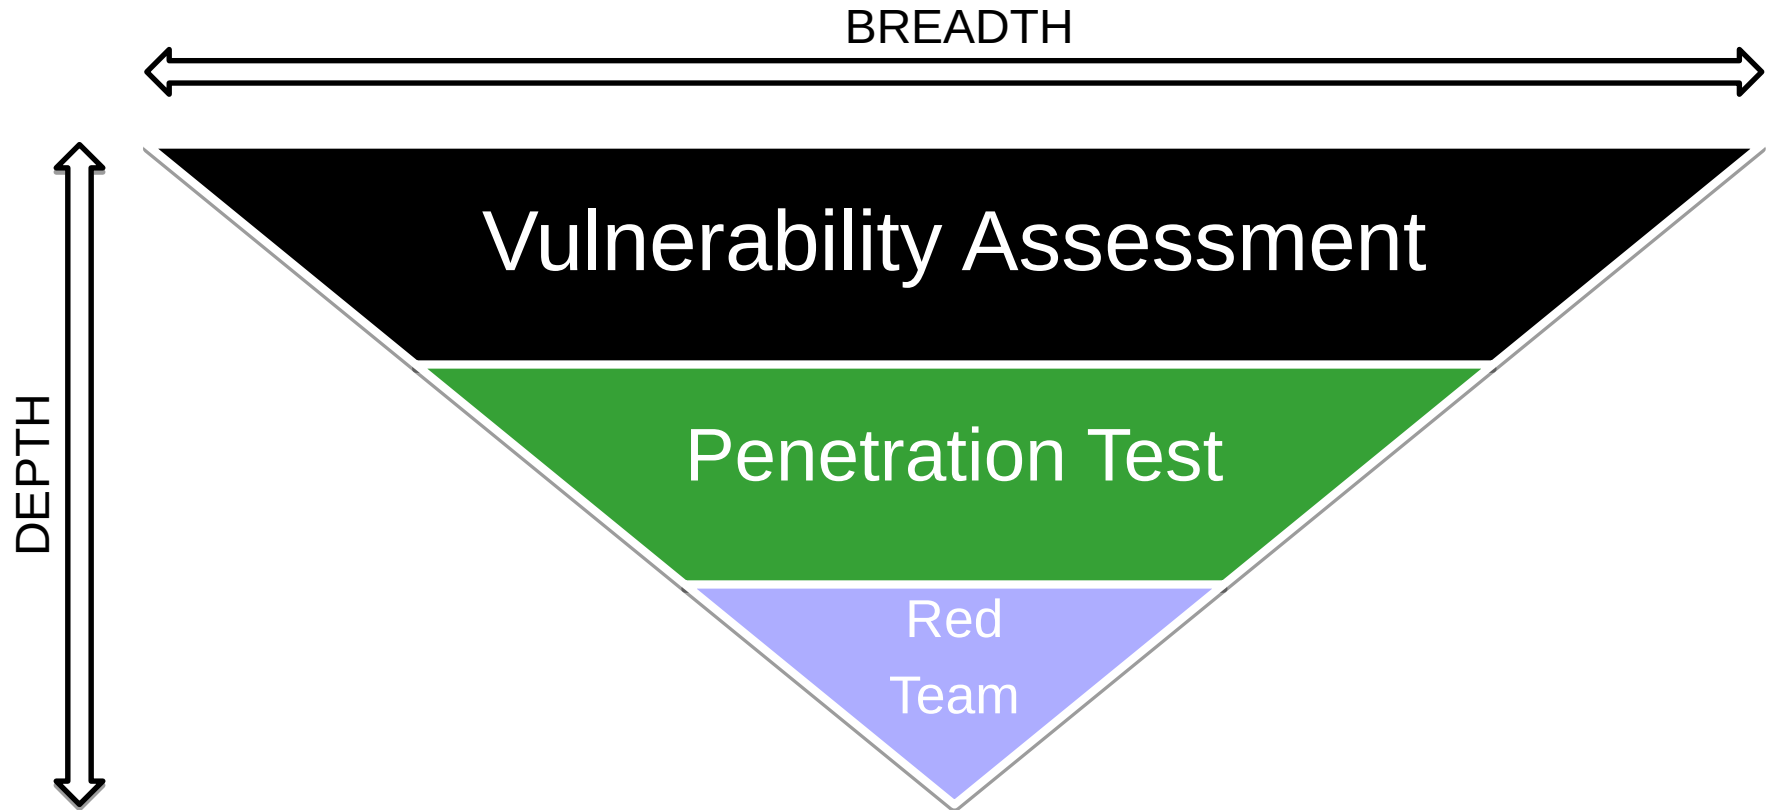 BREADTH
DEPTH
Vulnerability Assessment
Penetration Test
Red
Team